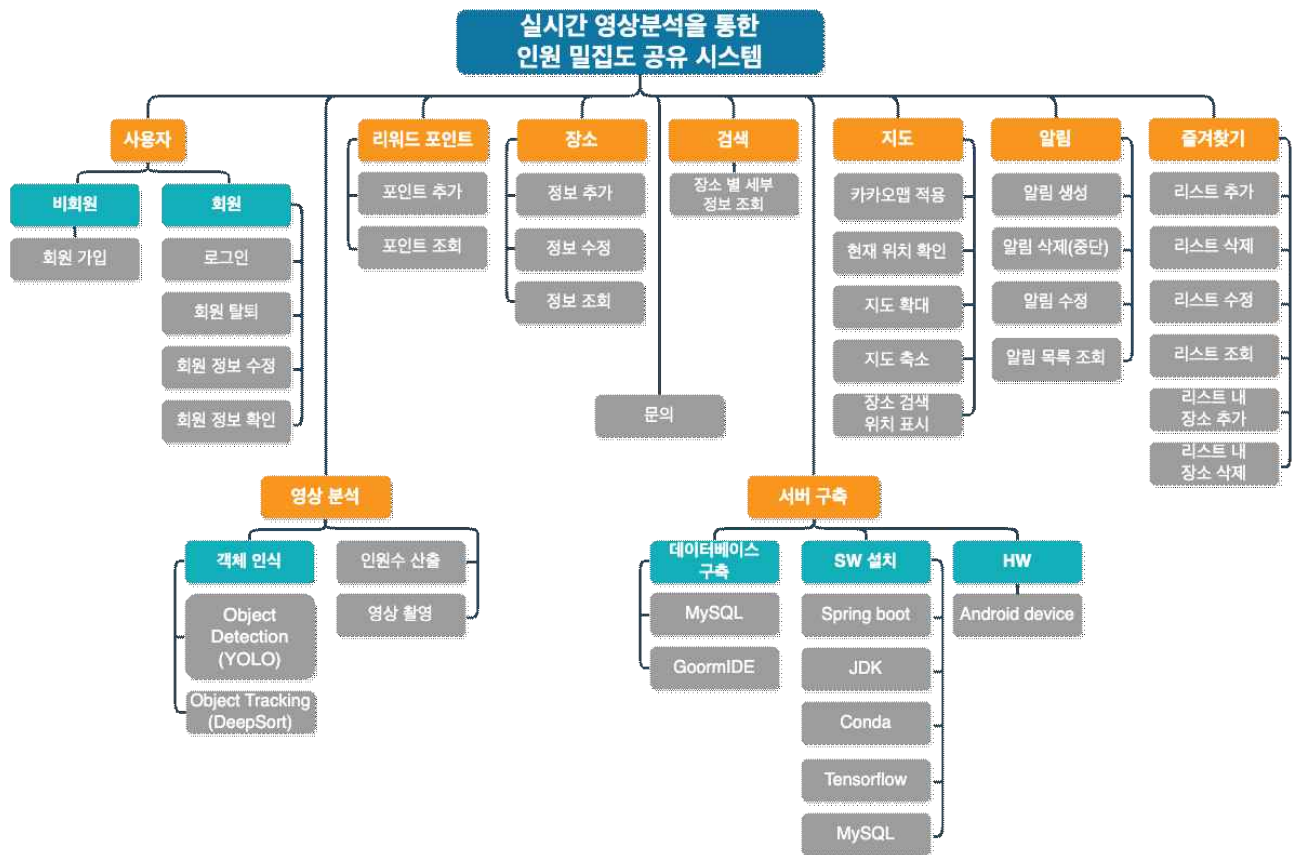 실시간 영상분석을 통한
인원 밀집도 공유 시스템
사용자
비회원
회원 가입
회원
로그인
회원 탈퇴
회원 정보 수정
회원 정보 확인
리워드 포인트
포인트 추가
포인트 조회
장소
정보 추가
정보 수정
정보 조회
검색
장소 별 세부
정보 조회
지도
카카오맵 적용
현재 위치 확인
지도 확대
지도 축소
장소 검색
위치 표시
알림
알림 생성
알림 삭제(중단)
알림 수정
알림 목록 조회
즐겨찾기
리스트 추가
리스트 삭제
리스트 수정
리스트 조회
리스트 내
장소 추가
리스트 내
장소 삭제
문의
영상 분석
객체 인식
Object
Detection
(YOLO)
Object Tracking
(DeepSort)
인원수 산출
영상 촬영
서버 구축
데이터베이스
구축
MySQL
GoormIDE
SW 설치
Spring boot
JDK
Conda
Tensorflow
MySQL
HW
Android device